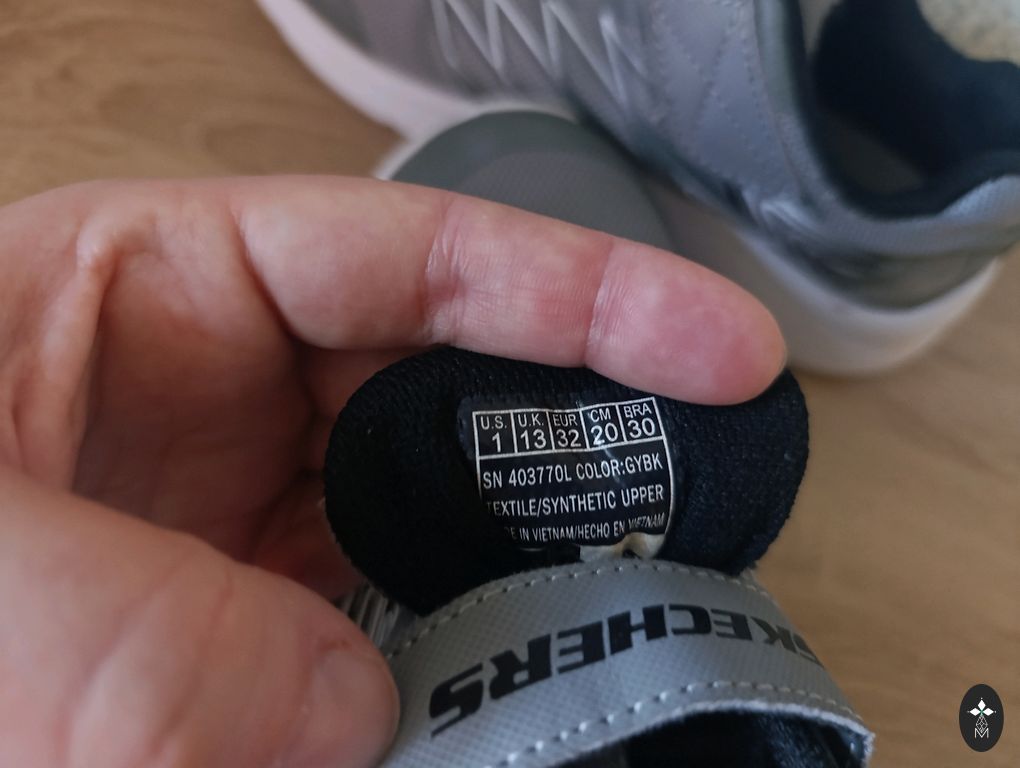 U.S. U.K. EUR CM BRA
1 13 32 20 30
SN 403770L COLOR:GYBK
TEXTILE/SYNTHETIC UPPER
DE IN VIETNAM/HECHO EN VIETNAM
SKECHERS
M